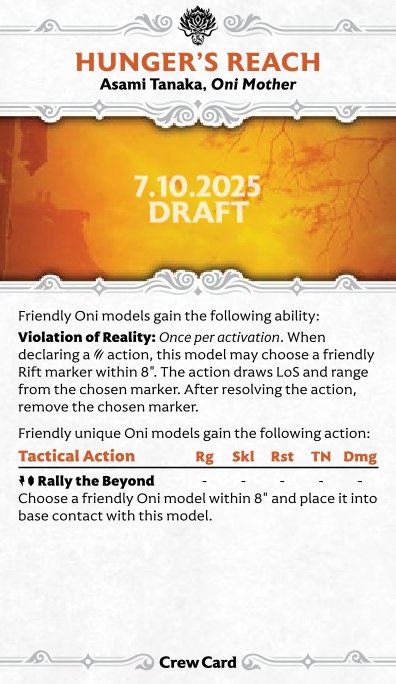 HUNGER'S REACH
Asami Tanaka, Oni Mother
7.10.2025
DRAFT
Friendly Oni models gain the following ability:
Violation of Reality: Once per activation. When
declaring a action, this model may choose a friendly
Rift marker within 8". The action draws LoS and range
from the chosen marker. After resolving the action,
remove the chosen marker.
Friendly unique Oni models gain the following action:
Tactical Action Rg Skl Rst TN Dmg
Rally the Beyond - - - - -
Choose a friendly Oni model within 8" and place it into
base contact with this model.
Crew Card